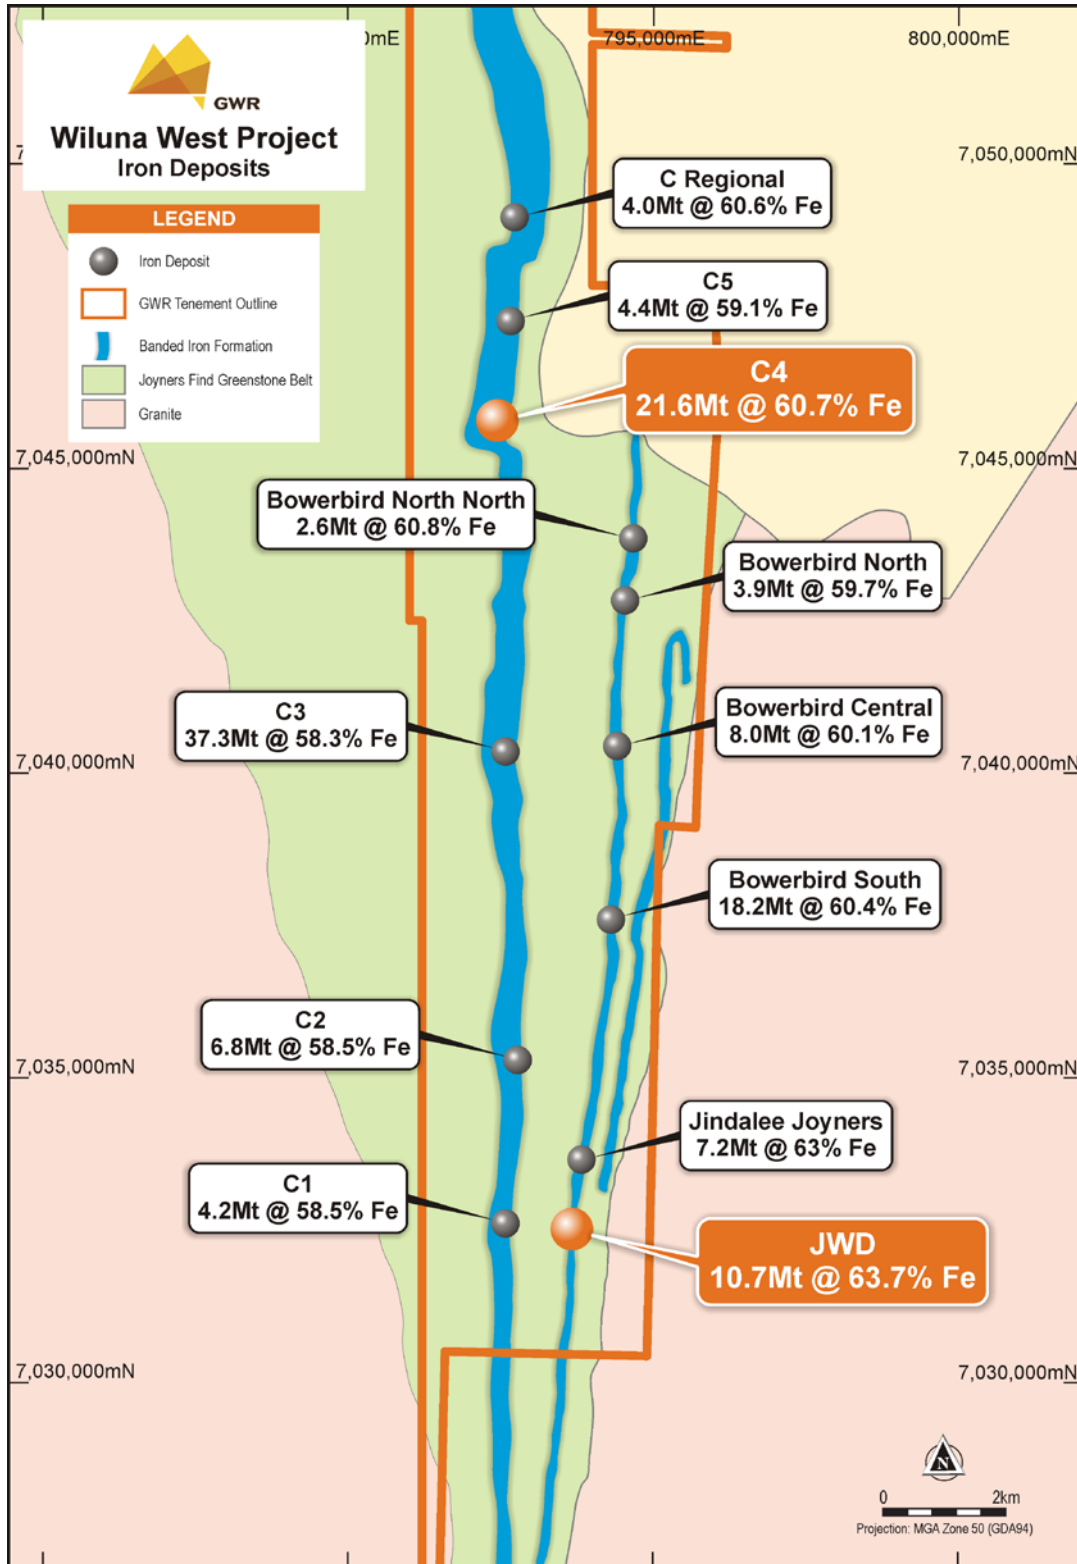 795,000mE
800,000mE
GWR
Wiluna West Project
Iron Deposits
7,050,000mN
C Regional
4.0Mt @ 60.6% Fe
LEGEND
Iron Deposit
GWR Tenement Outline
Banded Iron Formation
Joyners Find Greenstone Belt
Granite
C5
4.4Mt @ 59.1% Fe
C4
21.6Mt @ 60.7% Fe
7,045,000mN
7,045,000mN
Bowerbird North North
2.6Mt @ 60.8% Fe
Bowerbird North
3.9Mt @ 59.7% Fe
C3
37.3Mt @ 58.3% Fe
Bowerbird Central
8.0Mt @ 60.1% Fe
7,040,000mN
7,040,000mN
Bowerbird South
18.2Mt @ 60.4% Fe
C2
6.8Mt @ 58.5% Fe
7,035,000mN
7,035,000mN
Jindalee Joyners
7.2Mt @ 63% Fe
C1
4.2Mt @ 58.5% Fe
JWD
10.7Mt @ 63.7% Fe
7,030,000mN
7,030,000mN
N
0 2km
Projection: MGA Zone 50 (GDA94)